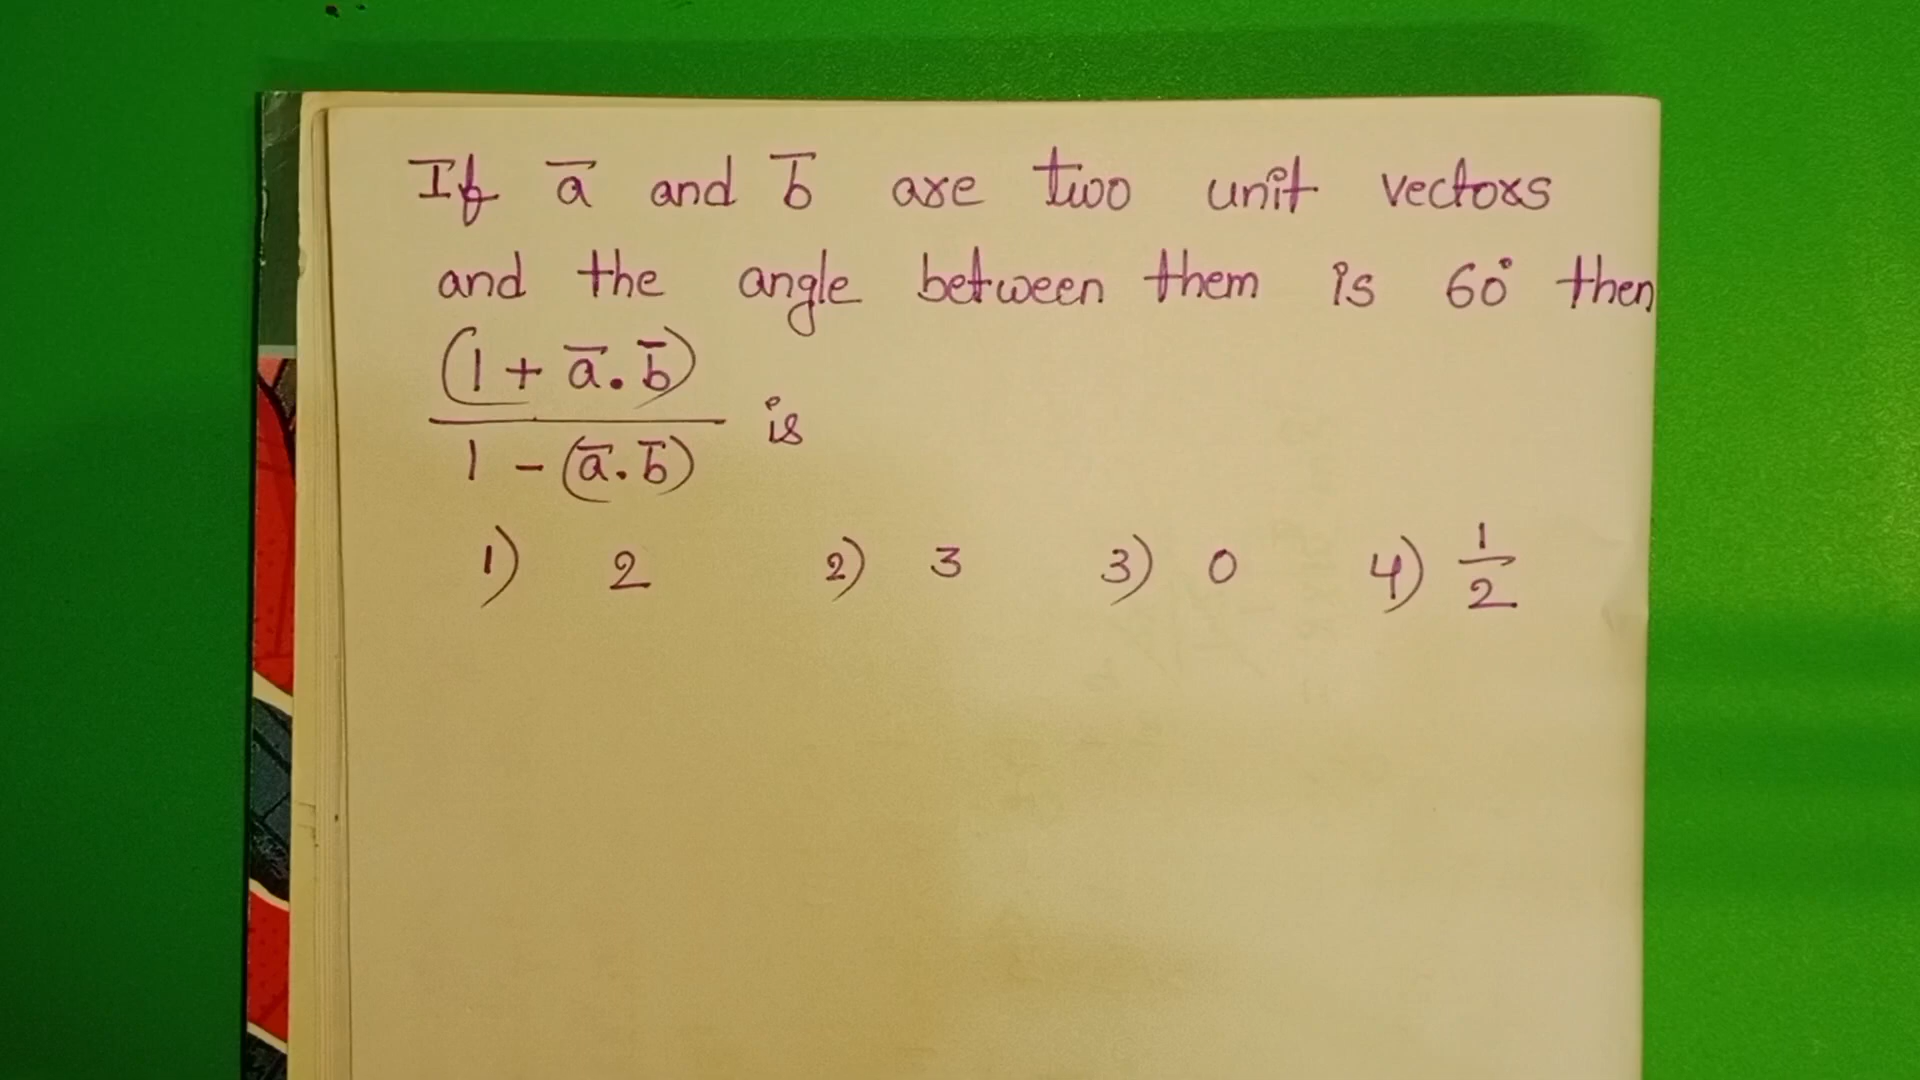 If a̅ and b̅ are two unit vectors
and the angle between them is 60° then
(1 + a̅.b̅)
1 - (a̅.b̅)
is
1) 2 2) 3 3) 0 4) 1/2